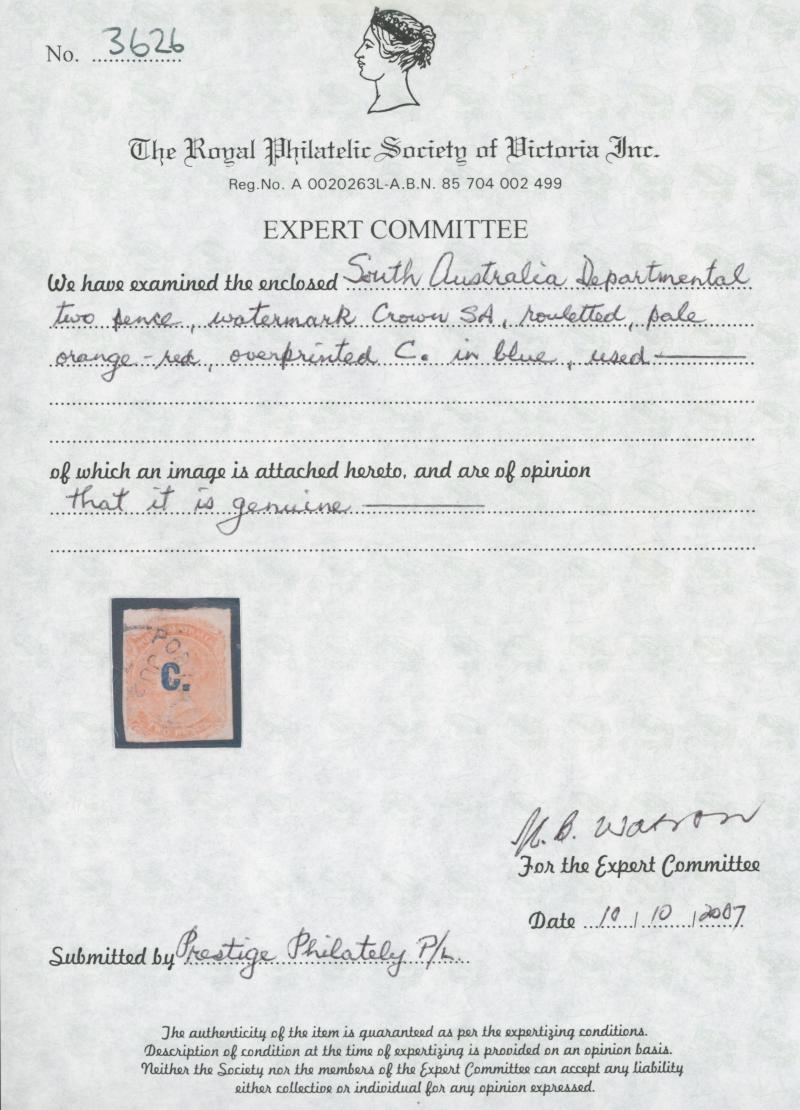 No. 3626
The Royal Philatelic Society of Victoria Inc.
Reg.No. A 0020263L-A.B.N. 85 704 002 499
EXPERT COMMITTEE
We have examined the enclosed South Australia Departmental
two pence, watermark Crown SA, rouletted, pale
orange-red, overprinted C. in blue, used
of which an image is attached hereto, and are of opinion
that it is genuine
C.
TWO PENCE
For the Expert Committee
Date 10/10/2007
Submitted by Prestige Philately P/L.
The authenticity of the item is guaranteed as per the expertizing conditions.
Description of condition at the time of expertizing is provided on an opinion basis.
Neither the Society nor the members of the Expert Committee can accept any liability
either collective or individual for any opinion expressed.